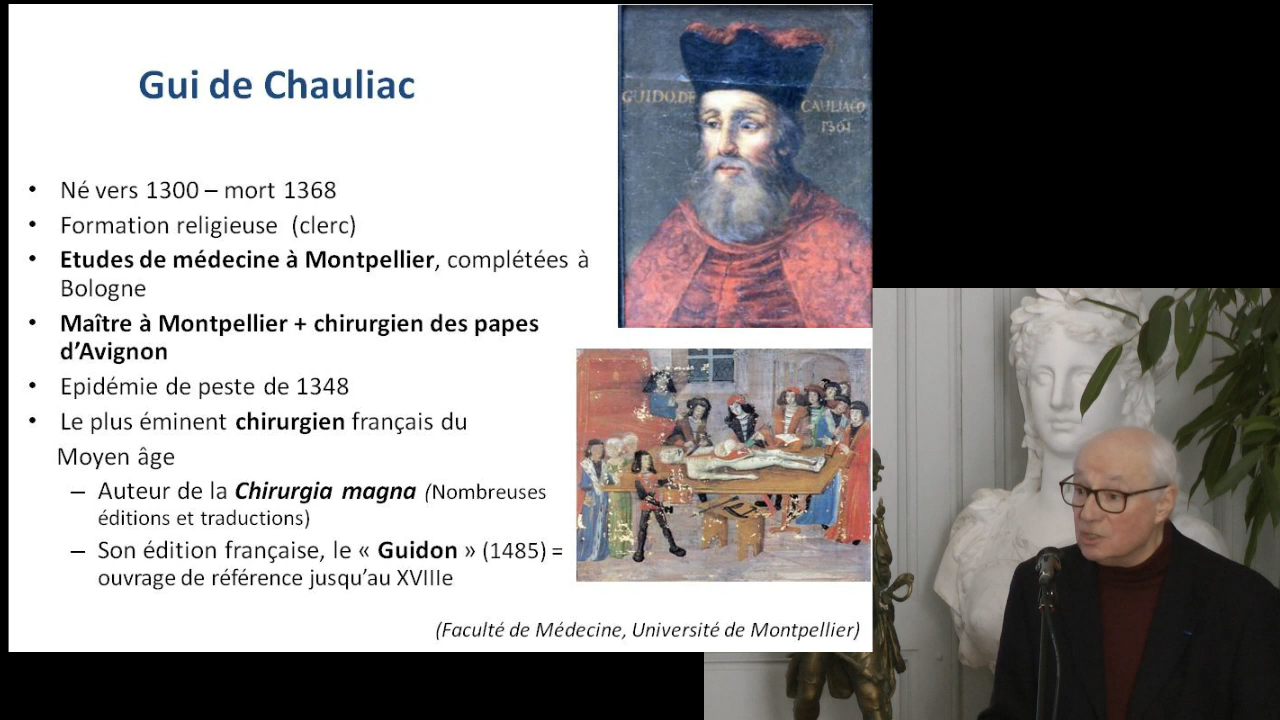 Gui de Chauliac
GUIDO.DE
CAULIACO
1301
• Né vers 1300 – mort 1368
• Formation religieuse (clerc)
• Etudes de médecine à Montpellier, complétées à
Bologne
• Maître à Montpellier + chirurgien des papes
d’Avignon
• Epidémie de peste de 1348
• Le plus éminent chirurgien français du
Moyen âge
– Auteur de la Chirurgia magna (Nombreuses
éditions et traductions)
– Son édition française, le « Guidon » (1485) =
ouvrage de référence jusqu’au XVIIIe
(Faculté de Médecine, Université de Montpellier)